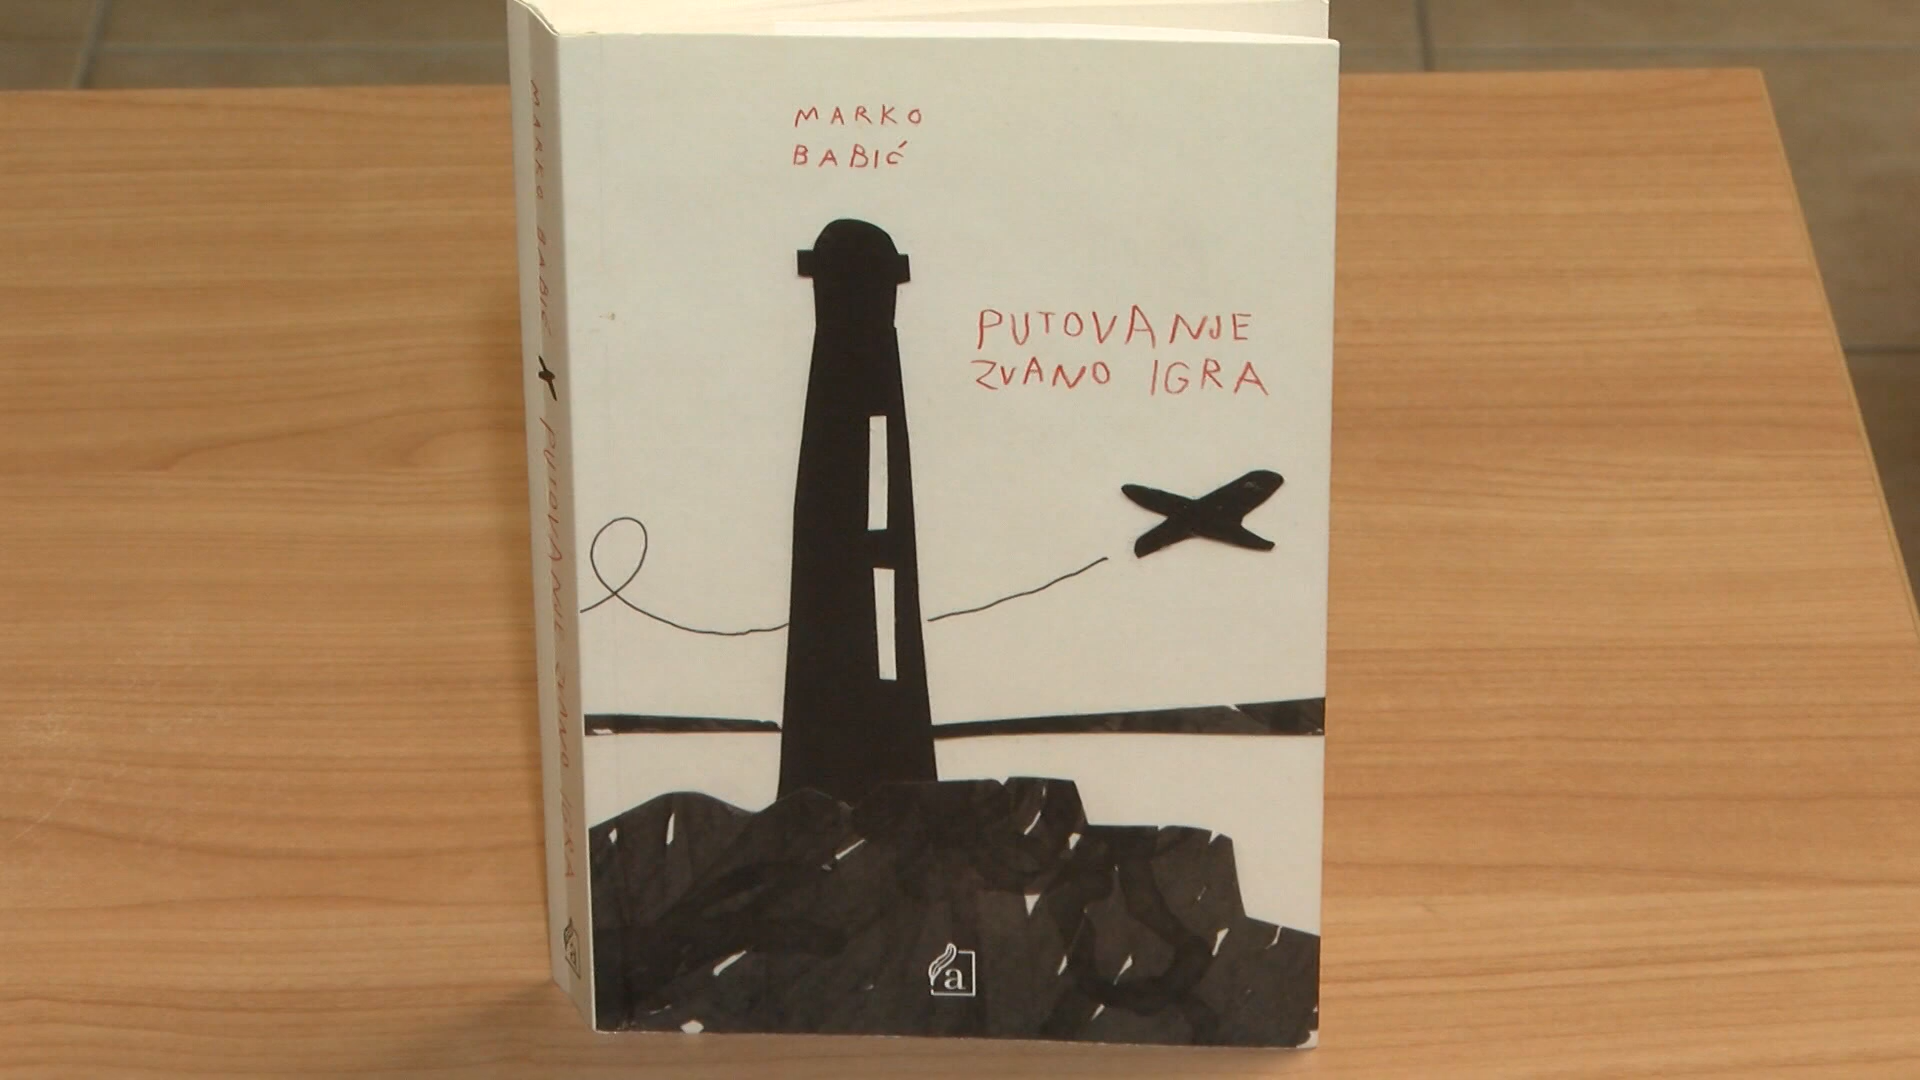 MARKO
BABIĆ
PUTOVANJE
ZVANO IGRA
MARKO BABIĆ PUTOVANJE ZVANO IGRA
a